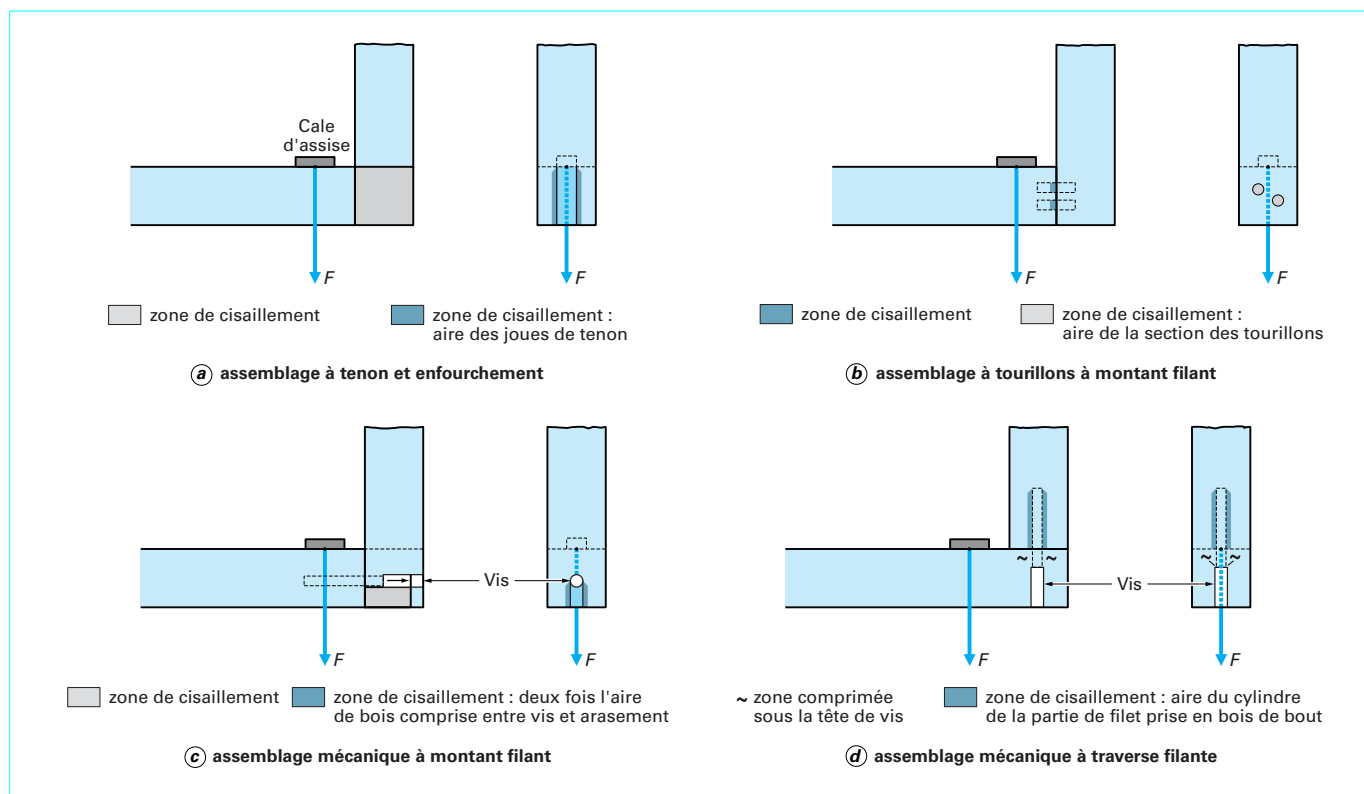 Cale
d'assise
F
F
zone de cisaillement
zone de cisaillement :
aire des joues de tenon
a assemblage à tenon et enfourchement
F
F
zone de cisaillement
zone de cisaillement :
aire de la section des tourillons
b assemblage à tourillons à montant filant
Vis
F
F
zone de cisaillement
zone de cisaillement : deux fois l'aire
de bois comprise entre vis et arasement
c assemblage mécanique à montant filant
~ ~
~ ~
Vis
F
F
~ zone comprimée
sous la tête de vis
zone de cisaillement : aire du cylindre
de la partie de filet prise en bois de bout
d assemblage mécanique à traverse filante